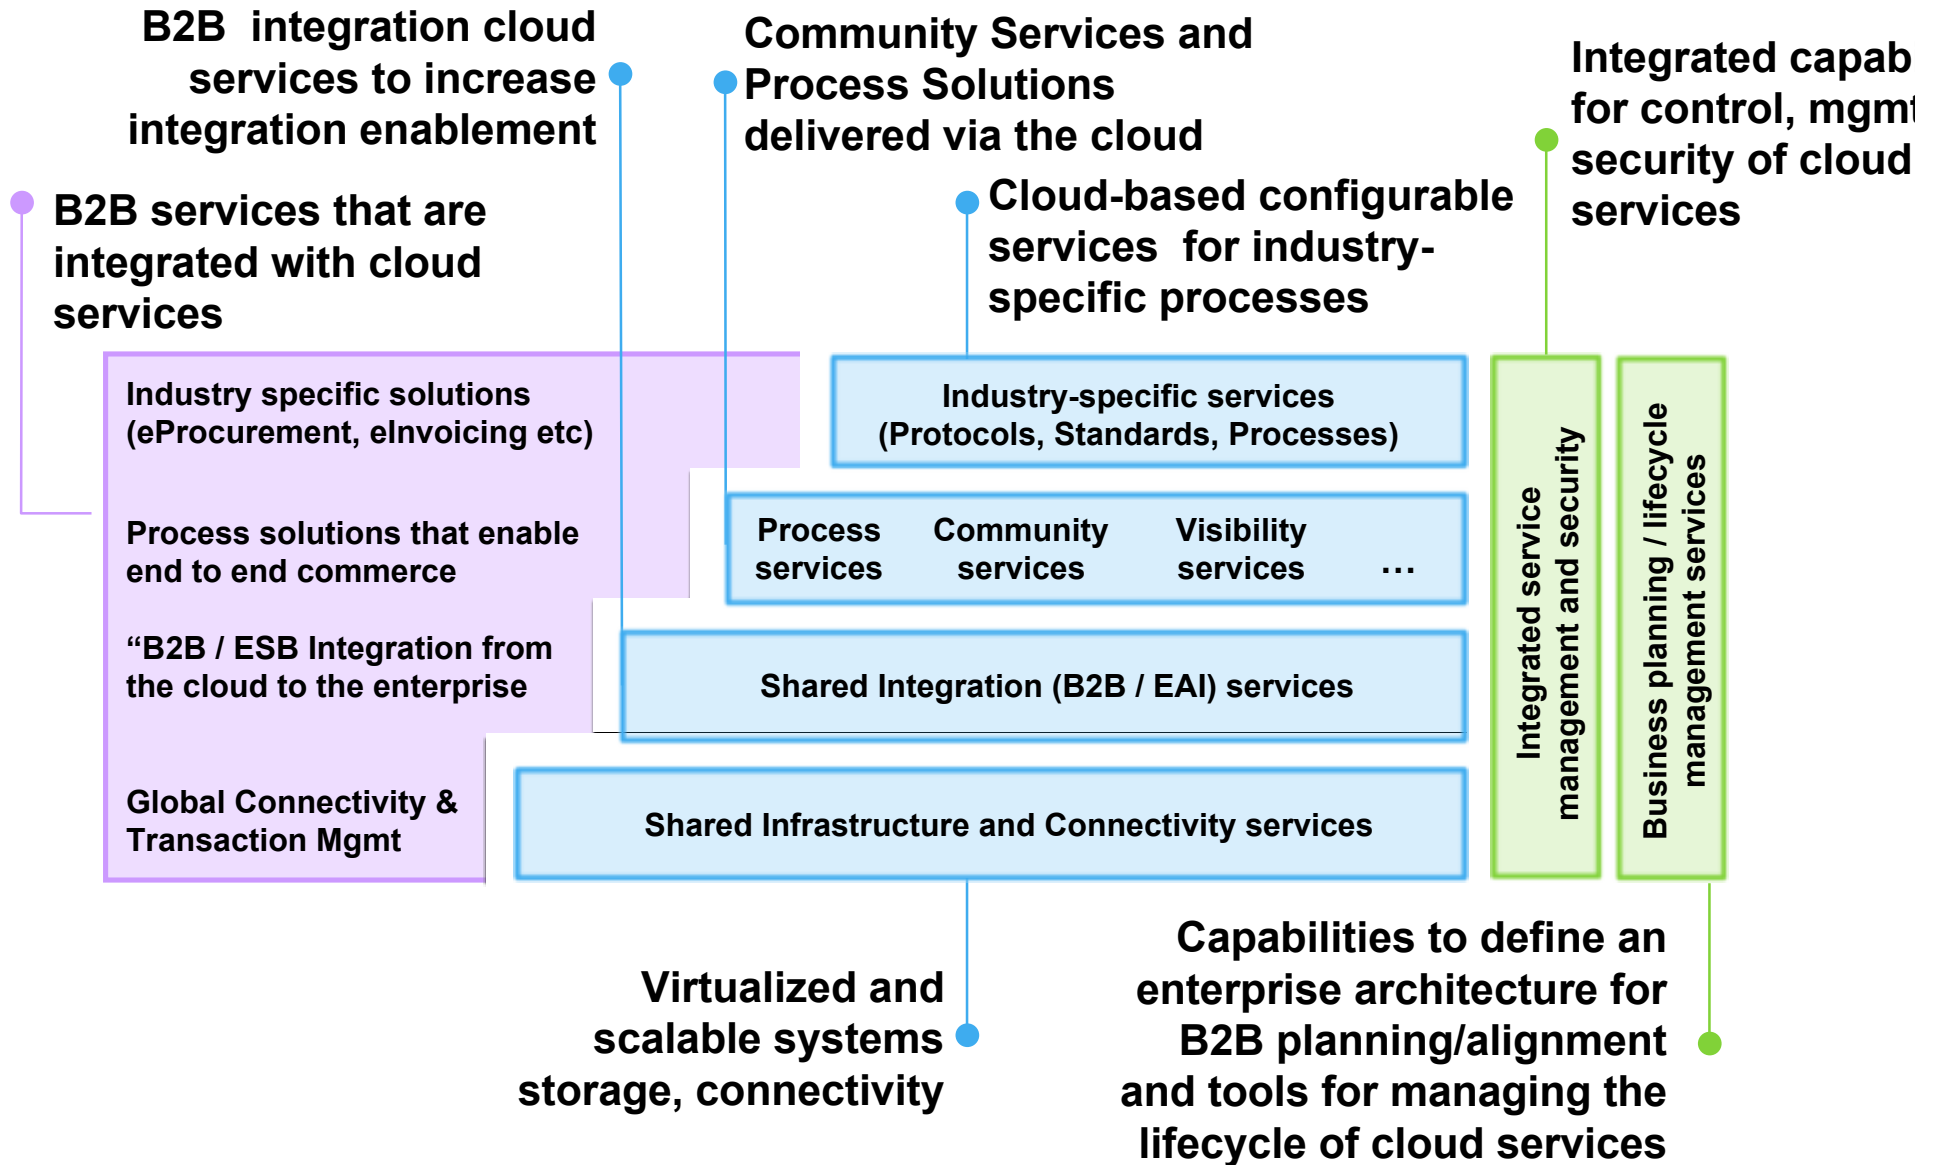 B2B  integration cloud
services to increase
integration enablement
Community Services and
Process Solutions
delivered via the cloud
Integrated
for control,
security of cloud
services
B2B services that are
integrated with cloud
services
Cloud-based configurable
services  for industry-
specific processes
Industry specific solutions
(eProcurement, eInvoicing etc)
Industry-specific services
(Protocols, Standards, Processes)
Process solutions that enable
end to end commerce
Process
services
Community
services
Visibility
services
...
“B2B / ESB Integration from
the cloud to the enterprise
Shared Integration (B2B / EAI) services
Global Connectivity &
Transaction Mgmt
Shared Infrastructure and Connectivity services
Integrated service
management and security
Business planning / lifecycle
management services
Virtualized and
scalable systems
storage, connectivity
Capabilities to define an
enterprise architecture for
B2B planning/alignment
and tools for managing the
lifecycle of cloud services